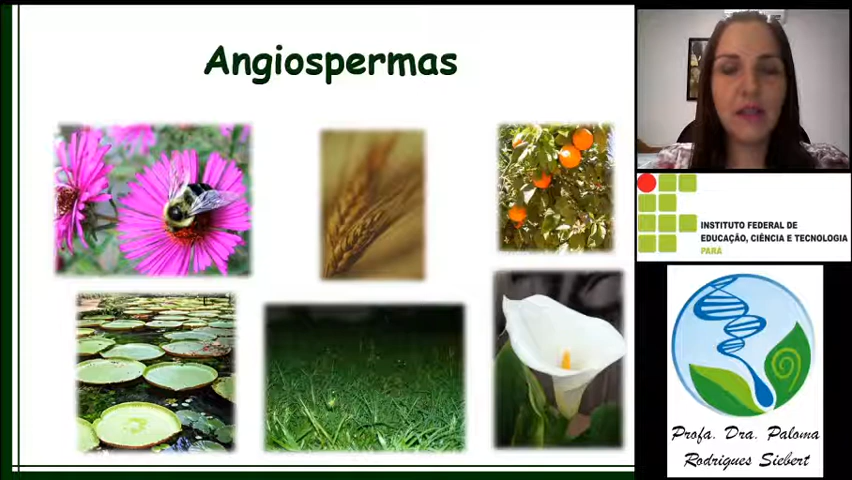 Angiospermas
INSTITUTO FEDERAL DE
EDUCAÇÃO, CIÊNCIA E TECNOLOGIA
PARÁ
Profa. Dra. Paloma
Rodrigues Siebert